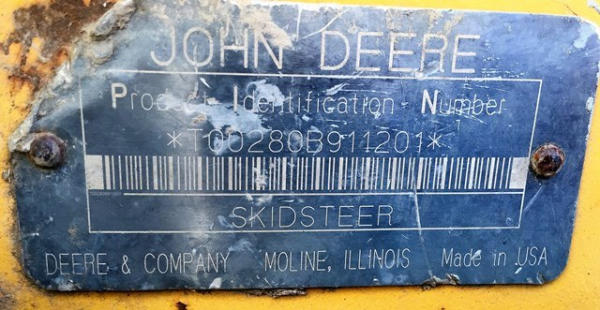 JOHN DEERE
Product Identification Number
*T00280B911201*
SKIDSTEER
DEERE & COMPANY MOLINE, ILLINOIS Made in USA